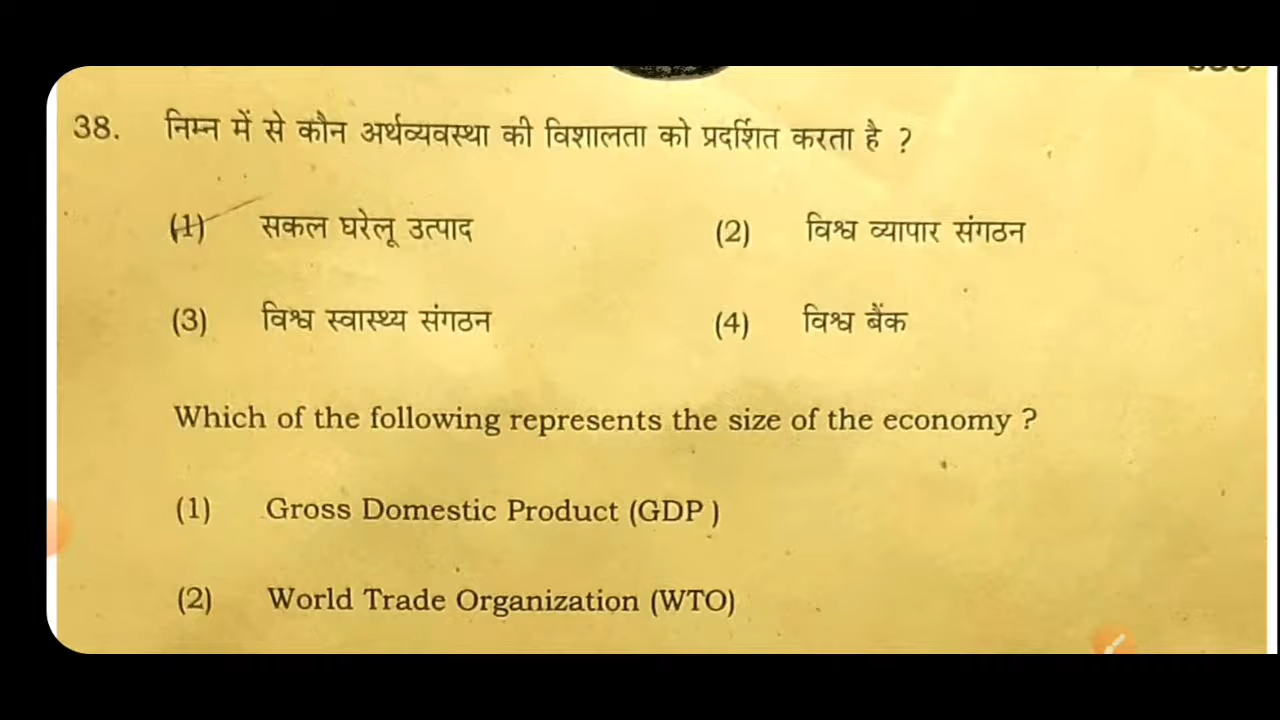 38. निम्न में से कौन अर्थव्यवस्था की विशालता को प्रदर्शित करता है ?
(1) सकल घरेलू उत्पाद (2) विश्व व्यापार संगठन
(3) विश्व स्वास्थ्य संगठन (4) विश्व बैंक
Which of the following represents the size of the economy ?
(1) Gross Domestic Product (GDP )
(2) World Trade Organization (WTO)